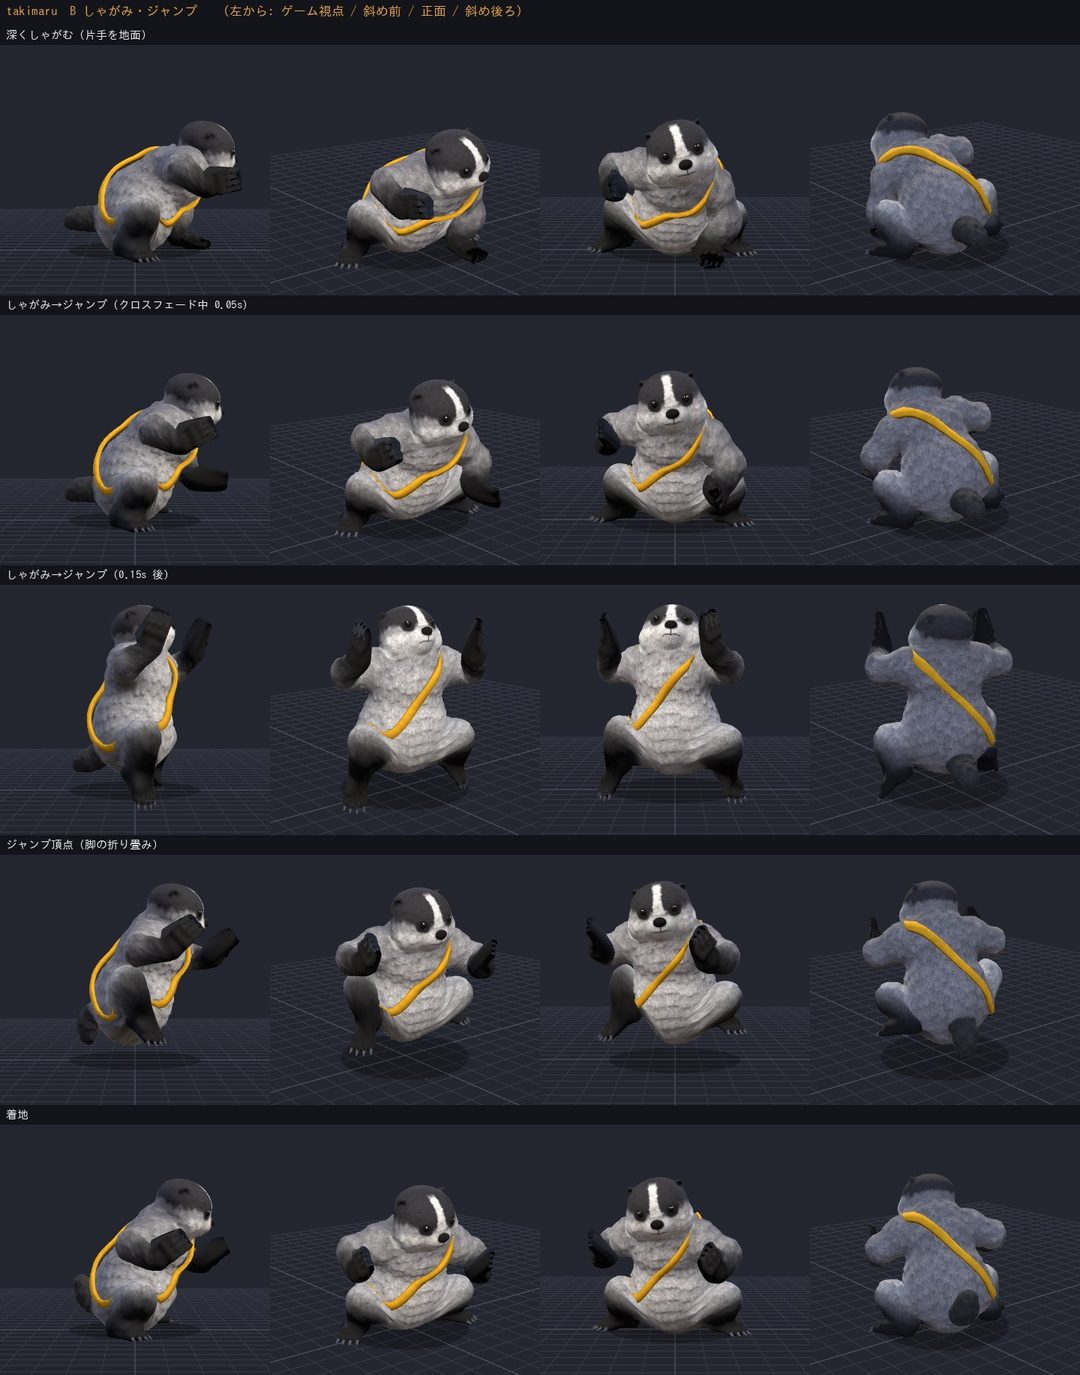 takimaru B しゃがみ・ジャンプ （左から: ゲーム視点 / 斜め前 / 正面 / 斜め後ろ）
深くしゃがむ（片手を地面）
しゃがみ→ジャンプ（クロスフェード中 0.05s）
しゃがみ→ジャンプ（0.15s 後）
ジャンプ頂点（脚の折り畳み）
着地